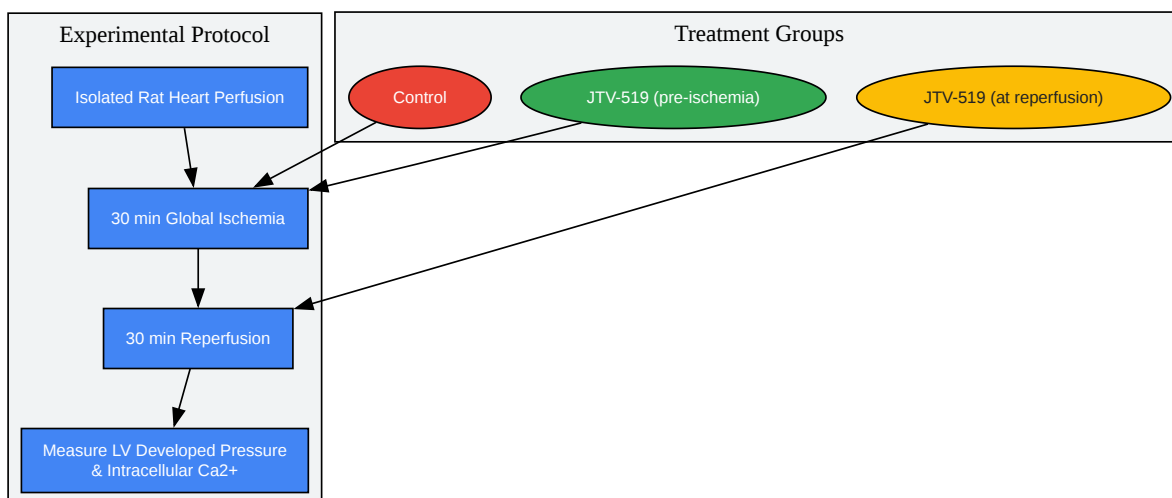 Experimental Protocol
Isolated Rat Heart Perfusion
30 min Global Ischemia
30 min Reperfusion
Measure LV Developed Pressure
& Intracellular Ca2+
Treatment Groups
Control
JTV-519 (pre-ischemia)
JTV-519 (at reperfusion)